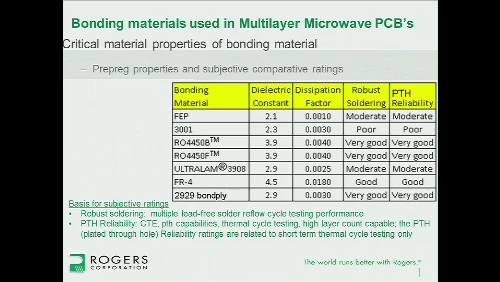 Bonding materials used in Multilayer Microwave PCB's
Critical material properties of bonding material
– Prepreg properties and subjective comparative ratings
Bonding Material Dielectric Constant Dissipation Factor Robust Soldering PTH Reliability
FEP 2.1 0.0010 Moderate Moderate
3001 2.3 0.0030 Poor Poor
RO4450B™ 3.9 0.0040 Very good Very good
RO4450F™ 3.9 0.0040 Very good Very good
ULTRALAM®3908 2.9 0.0025 Moderate Moderate
FR-4 4.5 0.0180 Good Good
2929 bondply 2.9 0.0030 Very good Very good
Basis for subjective ratings
• Robust soldering: multiple lead-free solder reflow cycle testing performance
• PTH Reliability: CTE, pth capabilities, thermal cycle testing, high layer count capable; the PTH
(plated through hole) Reliability ratings are related to short term thermal cycle testing only
ROGERS
CORPORATION
The world runs better with Rogers.®